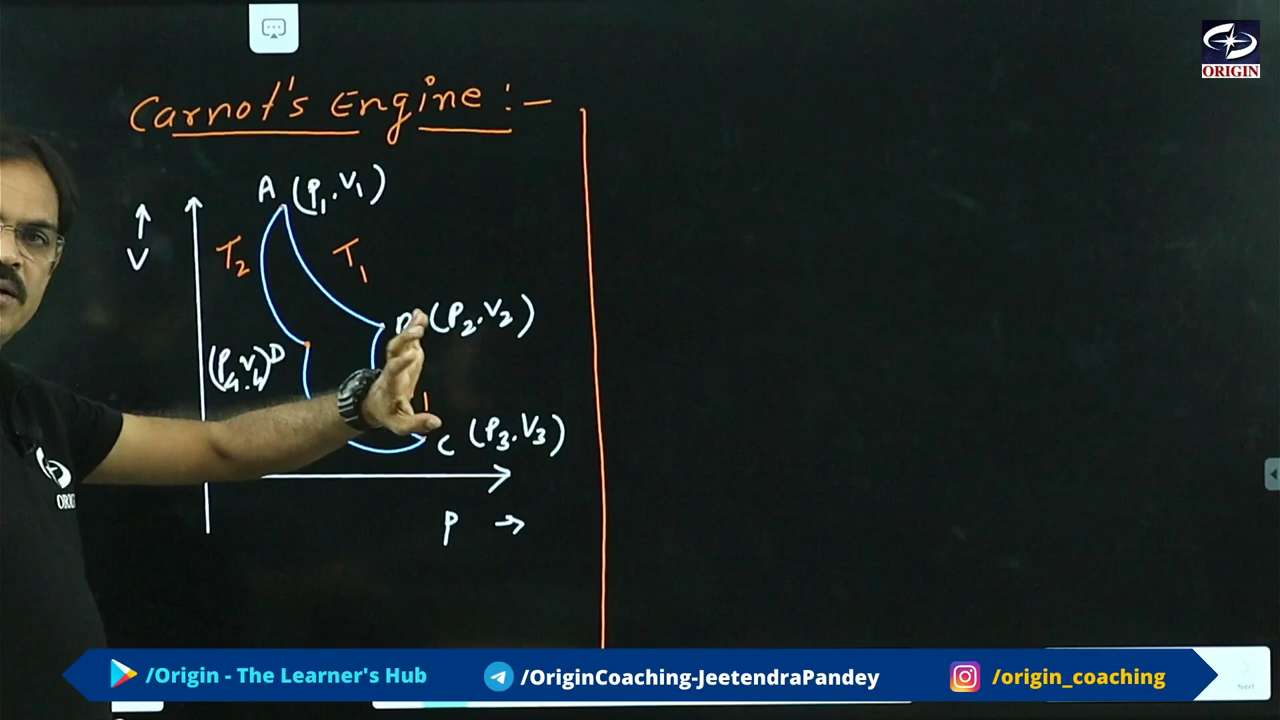 ORIGIN
Carnot's Engine :-
A (P₁, V₁)
V
T₂
T₁
(P₂, V₂)
(P₄, V₄) D
C (P₃, V₃)
P →
/Origin - The Learner's Hub
/OriginCoaching-JeetendraPandey
/origin_coaching
Next